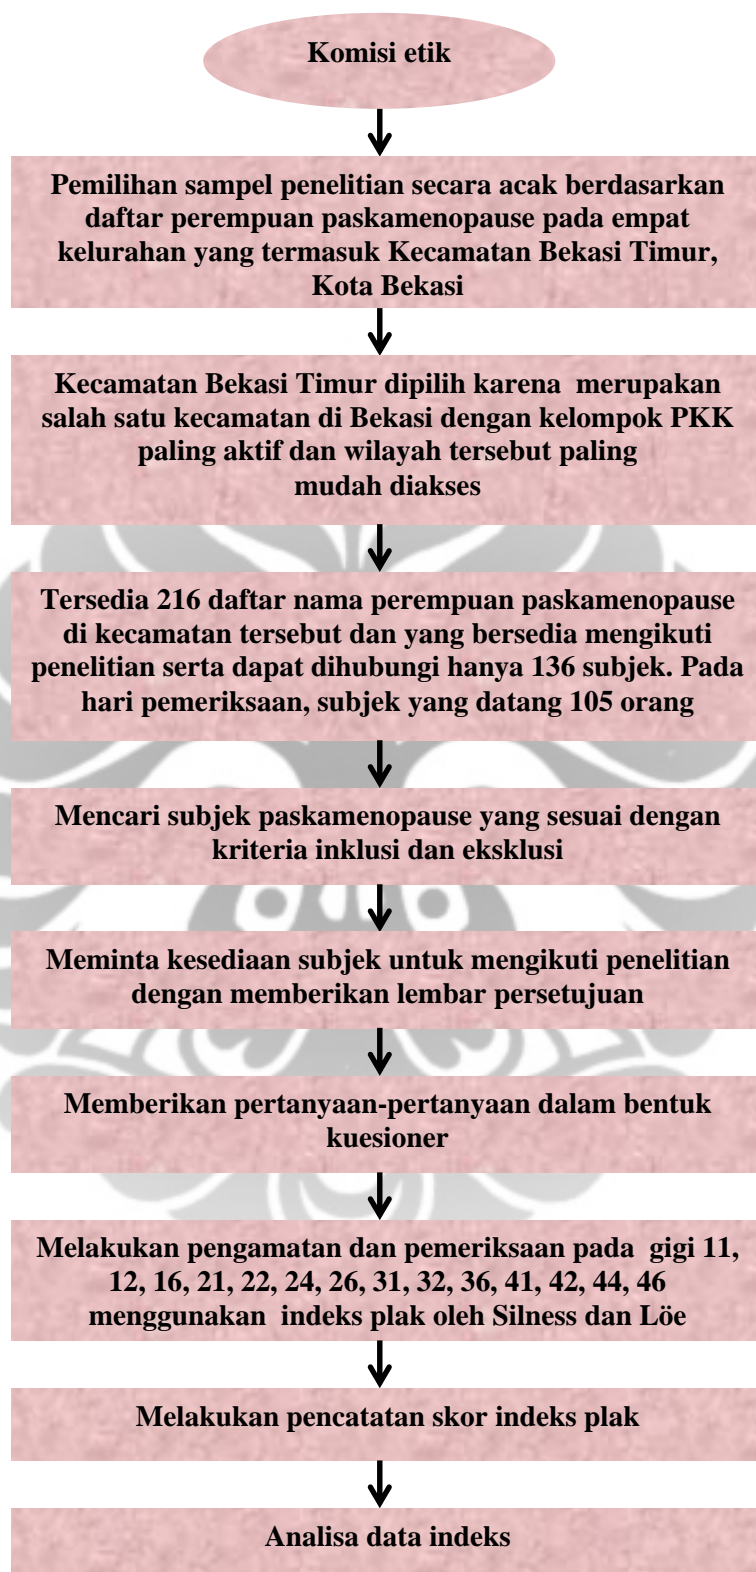 Komisi etik
Pemilihan sampel penelitian secara acak berdasarkan
daftar perempuan paskamenopause pada empat
kelurahan yang termasuk Kecamatan Bekasi Timur,
Kota Bekasi
Kecamatan Bekasi Timur dipilih karena merupakan
salah satu kecamatan di Bekasi dengan kelompok PKK
paling aktif dan wilayah tersebut paling
mudah diakses
Tersedia 216 daftar nama perempuan paskamenopause
di kecamatan tersebut dan yang bersedia mengikuti
penelitian serta dapat dihubungi hanya 136 subjek. Pada
hari pemeriksaan, subjek yang datang 105 orang
Mencari subjek paskamenopause yang sesuai dengan
kriteria inklusi dan eksklusi
Meminta kesediaan subjek untuk mengikuti penelitian
dengan memberikan lembar persetujuan
Memberikan pertanyaan-pertanyaan dalam bentuk
kuesioner
Melakukan pengamatan dan pemeriksaan pada gigi 11,
12, 16, 21, 22, 24, 26, 31, 32, 36, 41, 42, 44, 46
menggunakan indeks plak oleh Silness dan Löe
Melakukan pencatatan skor indeks plak
Analisa data indeks